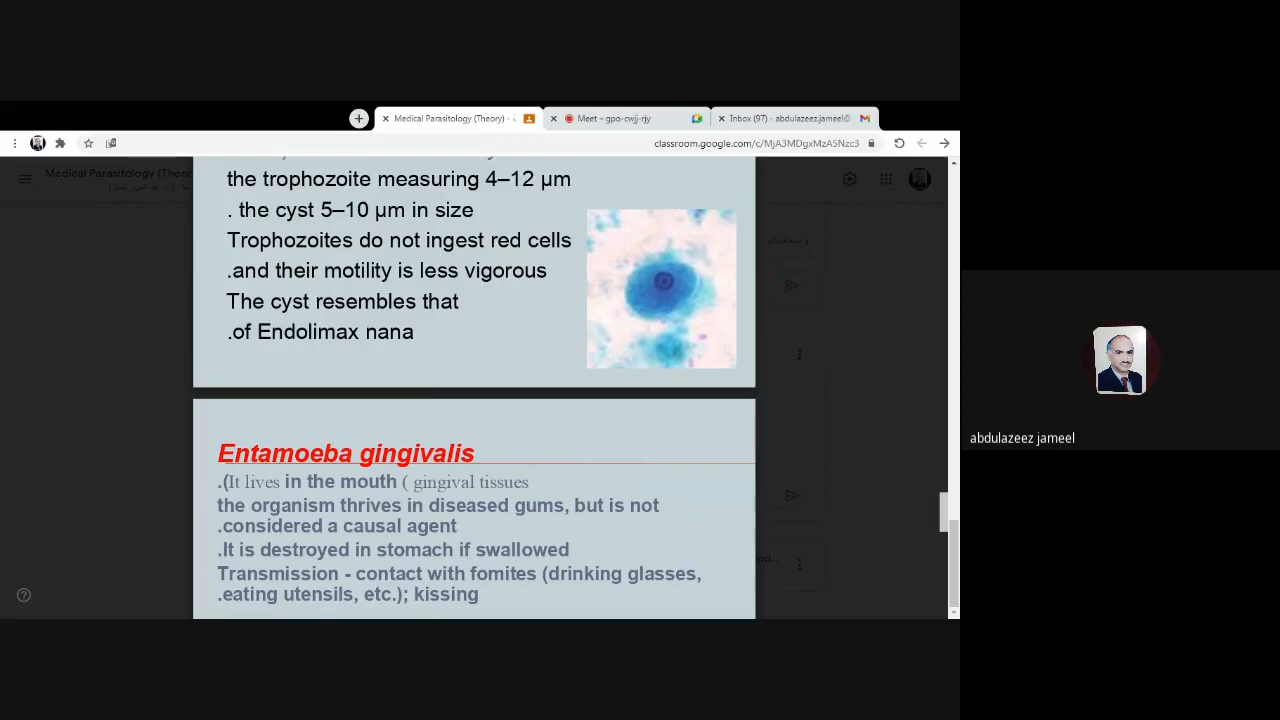 Medical Parasitology (Theory) -
Meet – gpo-cwjj-rjy
Inbox (97) - abdulazeez.jameel@
classroom.google.com/c/MjA3MDgxMzA5Nzc3
Medical Parasitology (Theor
the trophozoite measuring 4–12 µm
. the cyst 5–10 µm in size
Trophozoites do not ingest red cells
.and their motility is less vigorous
The cyst resembles that
.of Endolimax nana
Entamoeba gingivalis
.(It lives in the mouth ( gingival tissues
the organism thrives in diseased gums, but is not
.considered a causal agent
.It is destroyed in stomach if swallowed
Transmission - contact with fomites (drinking glasses,
.eating utensils, etc.); kissing
abdulazeez jameel